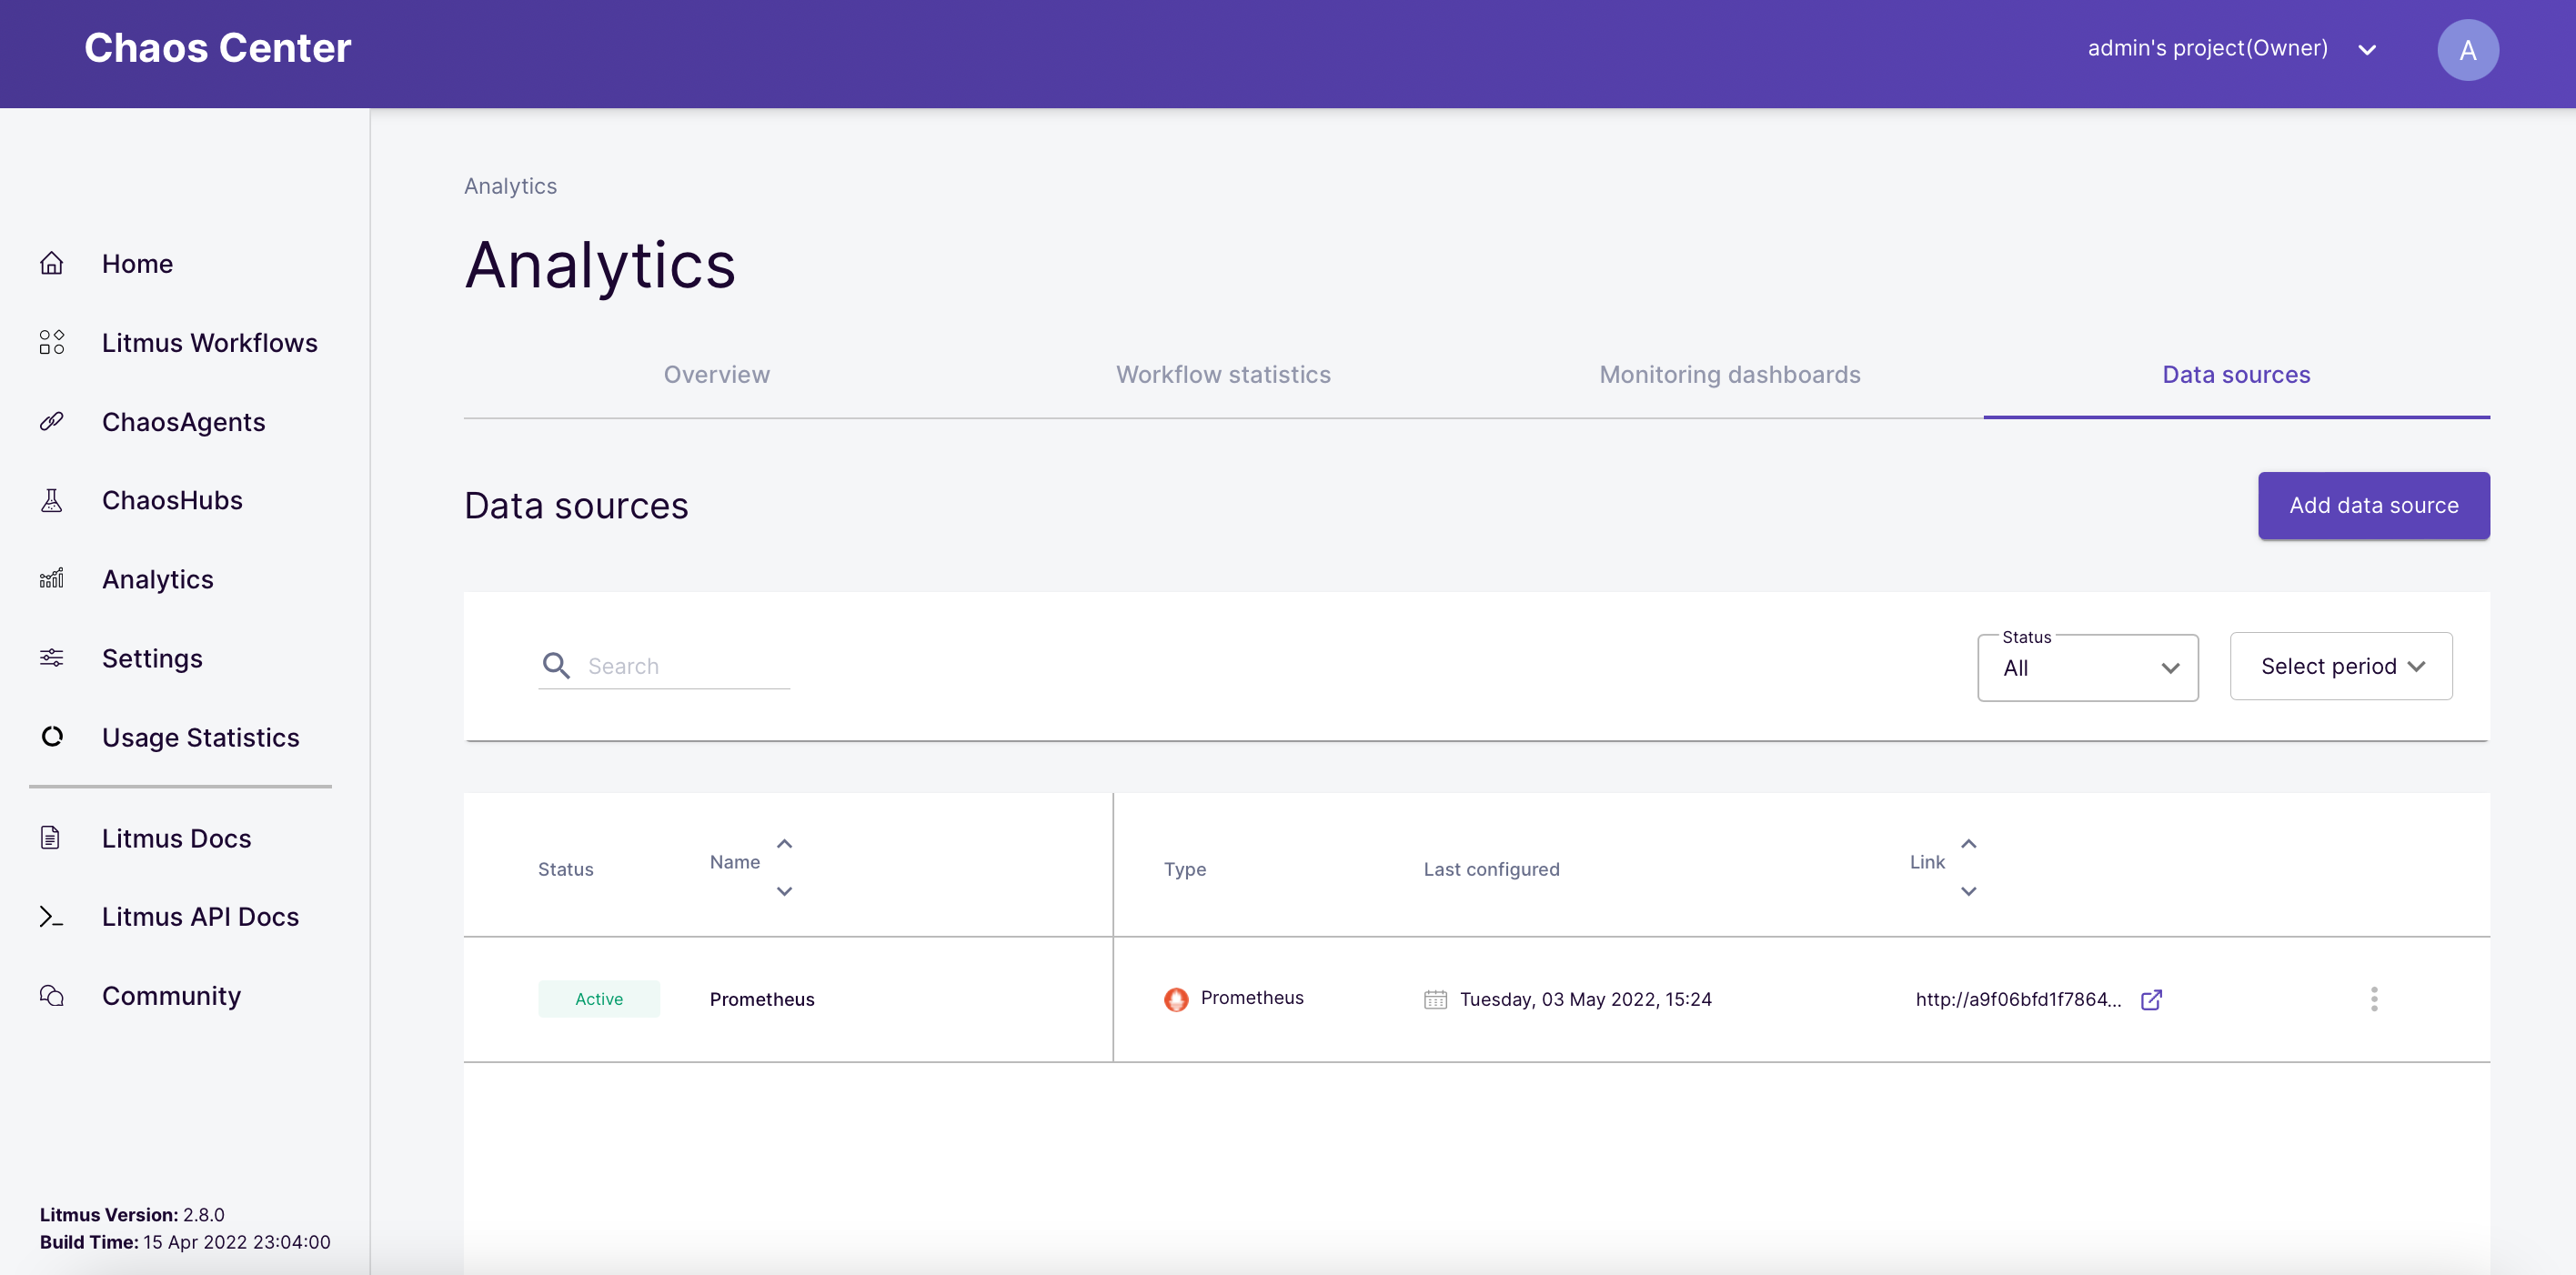 Chaos Center
admin's project(Owner)
A
Home
Litmus Workflows
ChaosAgents
ChaosHubs
Analytics
Settings
Usage Statistics
Litmus Docs
Litmus API Docs
Community
Litmus Version: 2.8.0
Build Time: 15 Apr 2022 23:04:00
Analytics
Analytics
Overview
Workflow statistics
Monitoring dashboards
Data sources
Data sources
Add data source
Search
Status
All
Select period
Status
Name
Type
Last configured
Link
Active
Prometheus
Prometheus
Tuesday, 03 May 2022, 15:24
http://a9f06bfd1f7864...